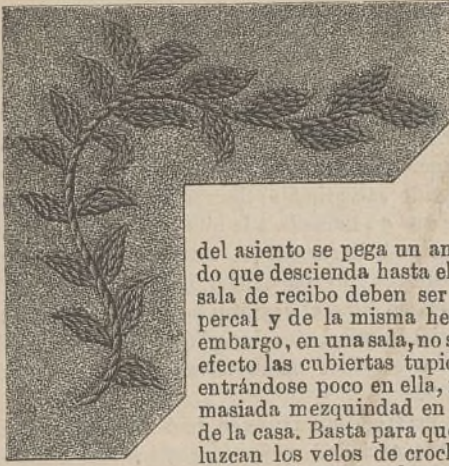 del asiento se pega un an
do que descienda hasta el
sala de recibo deben ser
percal y de la misma he
embargo, en una sala, no s
efecto las cubiertas tupi
entrándose poco en ella,
masiada mezquindad en
de la casa. Basta para qu
luzcan los velos de croch